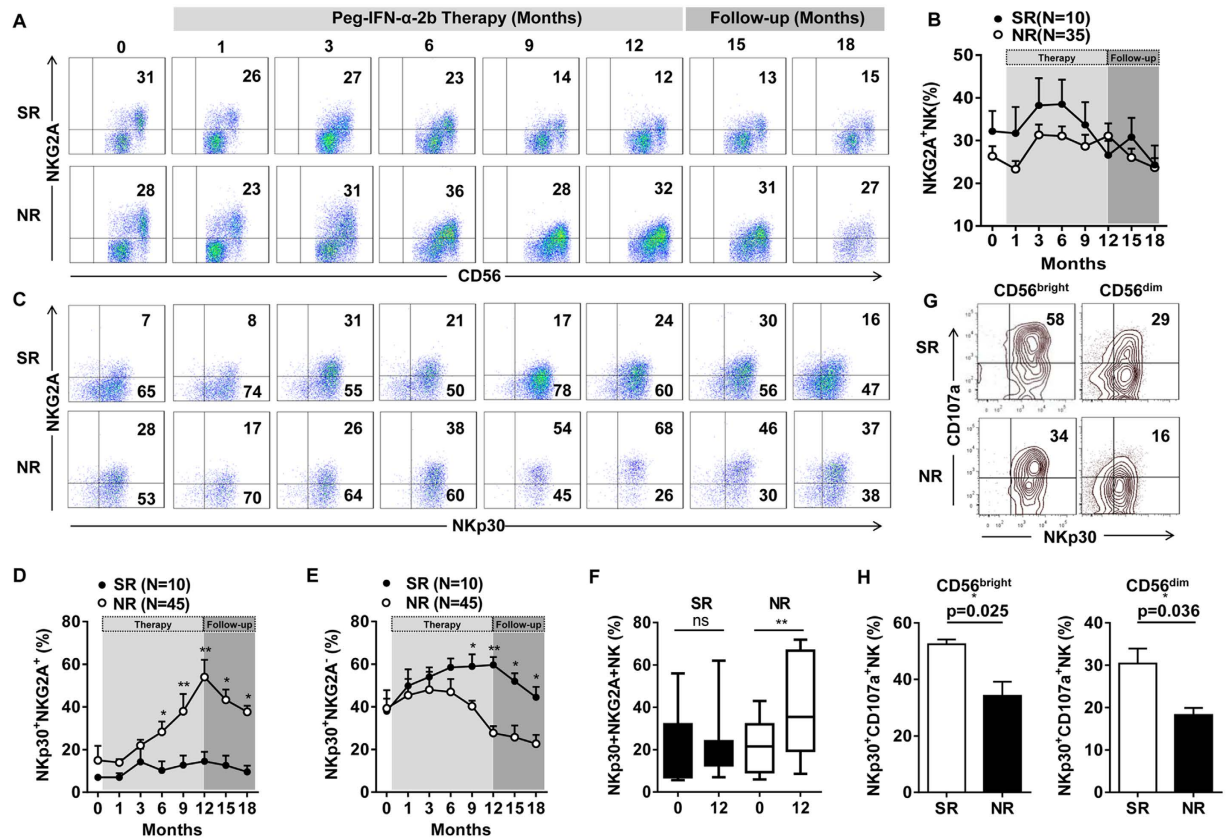 A
Peg-IFN-α-2b Therapy (Months)
Follow-up (Months)
0 1 3 6 9 12 15 18
NKG2A
SR
31 26 27 23 14 12 13 15
NR
28 23 31 36 28 32 31 27
CD56
B
SR(N=10)
NR(N=35)
Therapy
Follow-up
NKG2A+NK(%)
50
40
30
20
10
0 1 3 6 9 12 15 18
Months
C
NKG2A
SR
7 8 31 21 17 24 30 16
65 74 55 50 78 60 56 47
NR
28 17 26 38 54 68 46 37
53 70 64 60 45 26 30 38
NKp30
G
CD56bright
CD56dim
CD107a
SR
58
29
NR
34
16
NKp30
D
SR (N=10)
NR (N=45)
Therapy
Follow-up
NKp30+NKG2A+ (%)
80
60
40
20
0
* ** ** * *
0 1 3 6 9 12 15 18
Months
E
SR (N=10)
NR (N=45)
Therapy
Follow-up
NKp30+NKG2A- (%)
80
60
40
20
0
* ** * *
0 1 3 6 9 12 15 18
Months
F
SR NR
ns **
NKp30+NKG2A+NK (%)
80
60
40
20
0
0 12 0 12
H
CD56bright
*
p=0.025
NKp30+CD107a+NK (%)
60
40
20
0
SR NR
CD56dim
*
p=0.036
NKp30+CD107a+NK (%)
40
30
20
10
0
SR NR